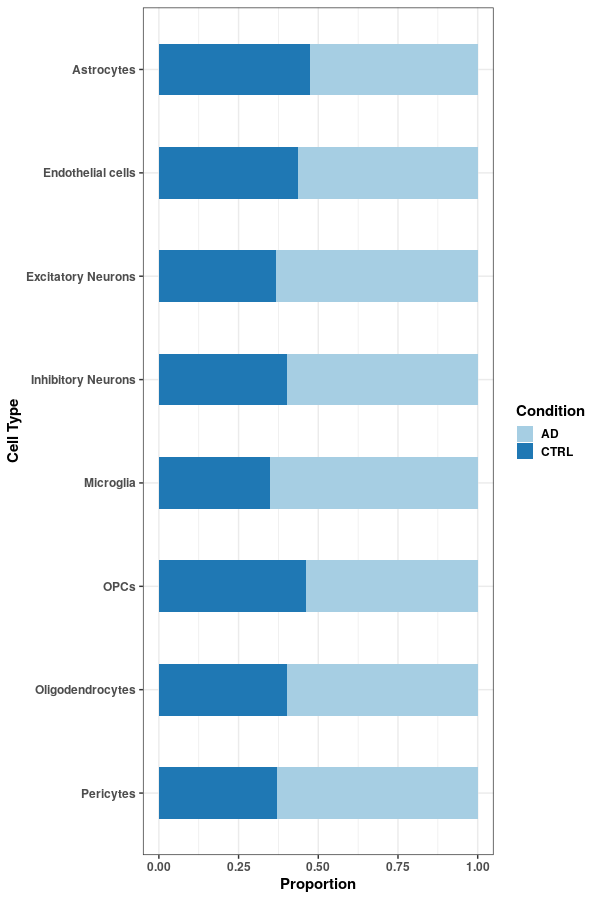 Astrocytes
Endothelial cells
Excitatory Neurons
Inhibitory Neurons
Microglia
OPCs
Oligodendrocytes
Pericytes
Cell Type
0.00 0.25 0.50 0.75 1.00
Proportion
Condition
AD
CTRL